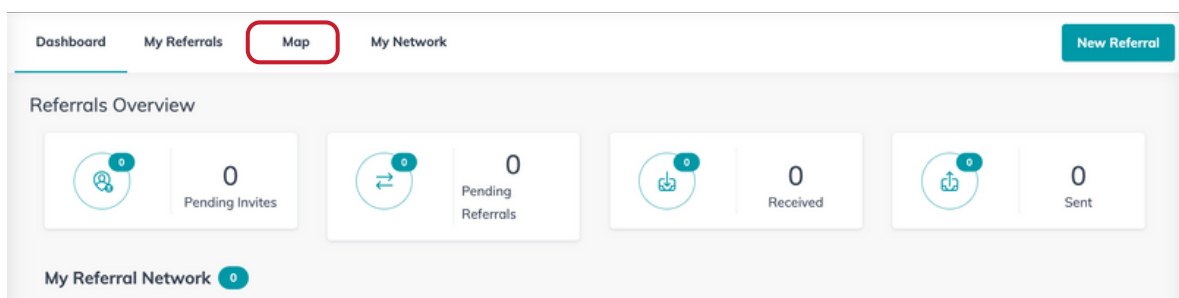 Dashboard My Referrals Map My Network New Referral
Referrals Overview
0 0 Pending Invites
0 0 Pending Referrals
0 0 Received
0 0 Sent
My Referral Network 0